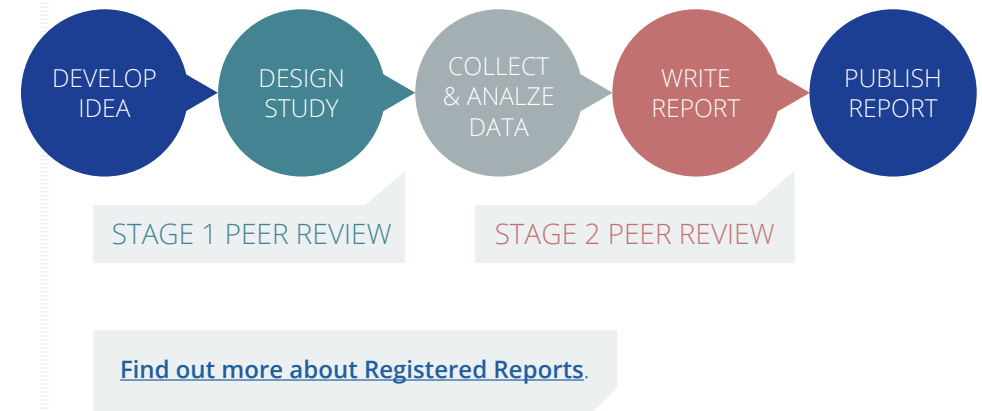 DEVELOP
IDEA
DESIGN
STUDY
COLLECT
& ANALZE
DATA
WRITE
REPORT
PUBLISH
REPORT
STAGE 1 PEER REVIEW
STAGE 2 PEER REVIEW
Find out more about Registered Reports.